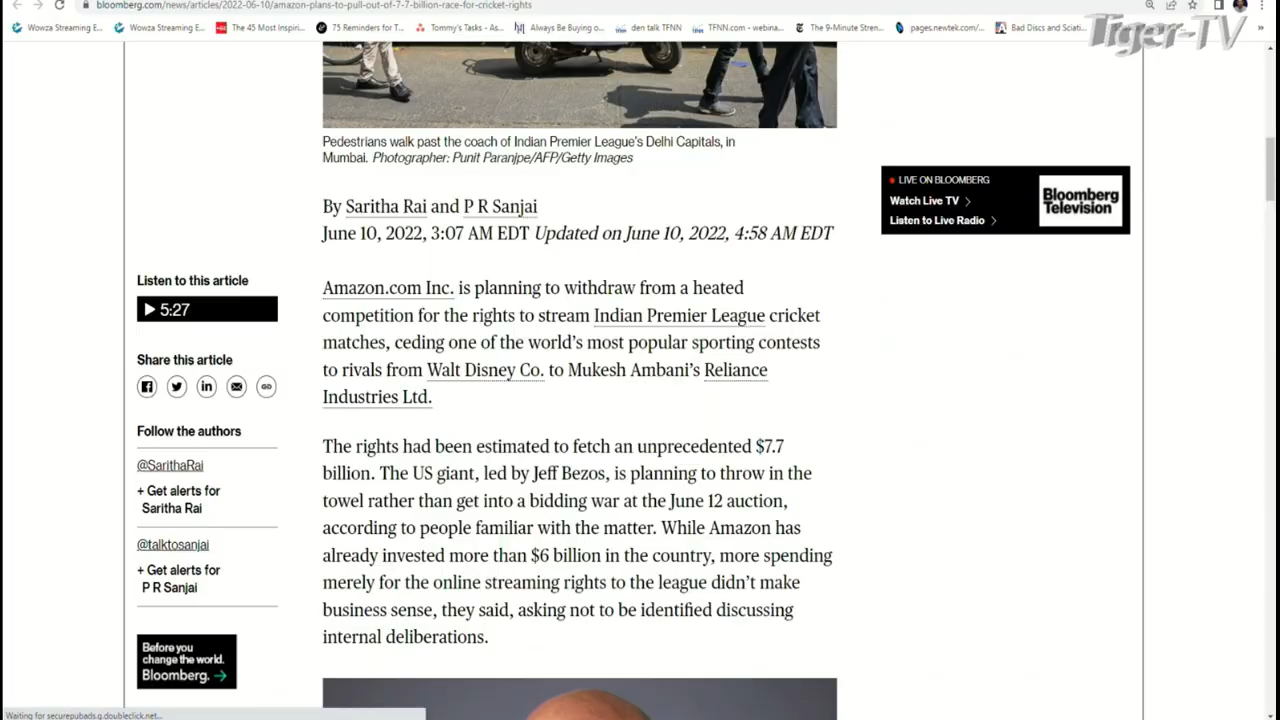 bloomberg.com/news/articles/2022-06-10/amazon-plans-to-pull-out-of-7-7-billion-race-for-cricket-rights
Wowza Streaming E...
Wowza Streaming E...
The 45 Most Inspiri...
75 Reminders for T...
Tommy's Tasks - As...
Always Be Buying o...
den talk TFNN
TFNN.com - webina...
The 9-Minute Stren...
pages.newtek.com/...
Bad Discs and Sciati...
Tiger-TV
Pedestrians walk past the coach of Indian Premier League's Delhi Capitals, in
Mumbai. Photographer: Punit Paranjpe/AFP/Getty Images
LIVE ON BLOOMBERG
Watch Live TV
Listen to Live Radio
Bloomberg
Television
By Saritha Rai and P R Sanjai
June 10, 2022, 3:07 AM EDT Updated on June 10, 2022, 4:58 AM EDT
Listen to this article
5:27
Share this article
Follow the authors
@SarithaRai
+ Get alerts for
Saritha Rai
@talktosanjai
+ Get alerts for
P R Sanjai
Before you
change the world.
Bloomberg.
Amazon.com Inc. is planning to withdraw from a heated
competition for the rights to stream Indian Premier League cricket
matches, ceding one of the world's most popular sporting contests
to rivals from Walt Disney Co. to Mukesh Ambani's Reliance
Industries Ltd.
The rights had been estimated to fetch an unprecedented $7.7
billion. The US giant, led by Jeff Bezos, is planning to throw in the
towel rather than get into a bidding war at the June 12 auction,
according to people familiar with the matter. While Amazon has
already invested more than $6 billion in the country, more spending
merely for the online streaming rights to the league didn't make
business sense, they said, asking not to be identified discussing
internal deliberations.
Waiting for securepubads.g.doubleclick.net...